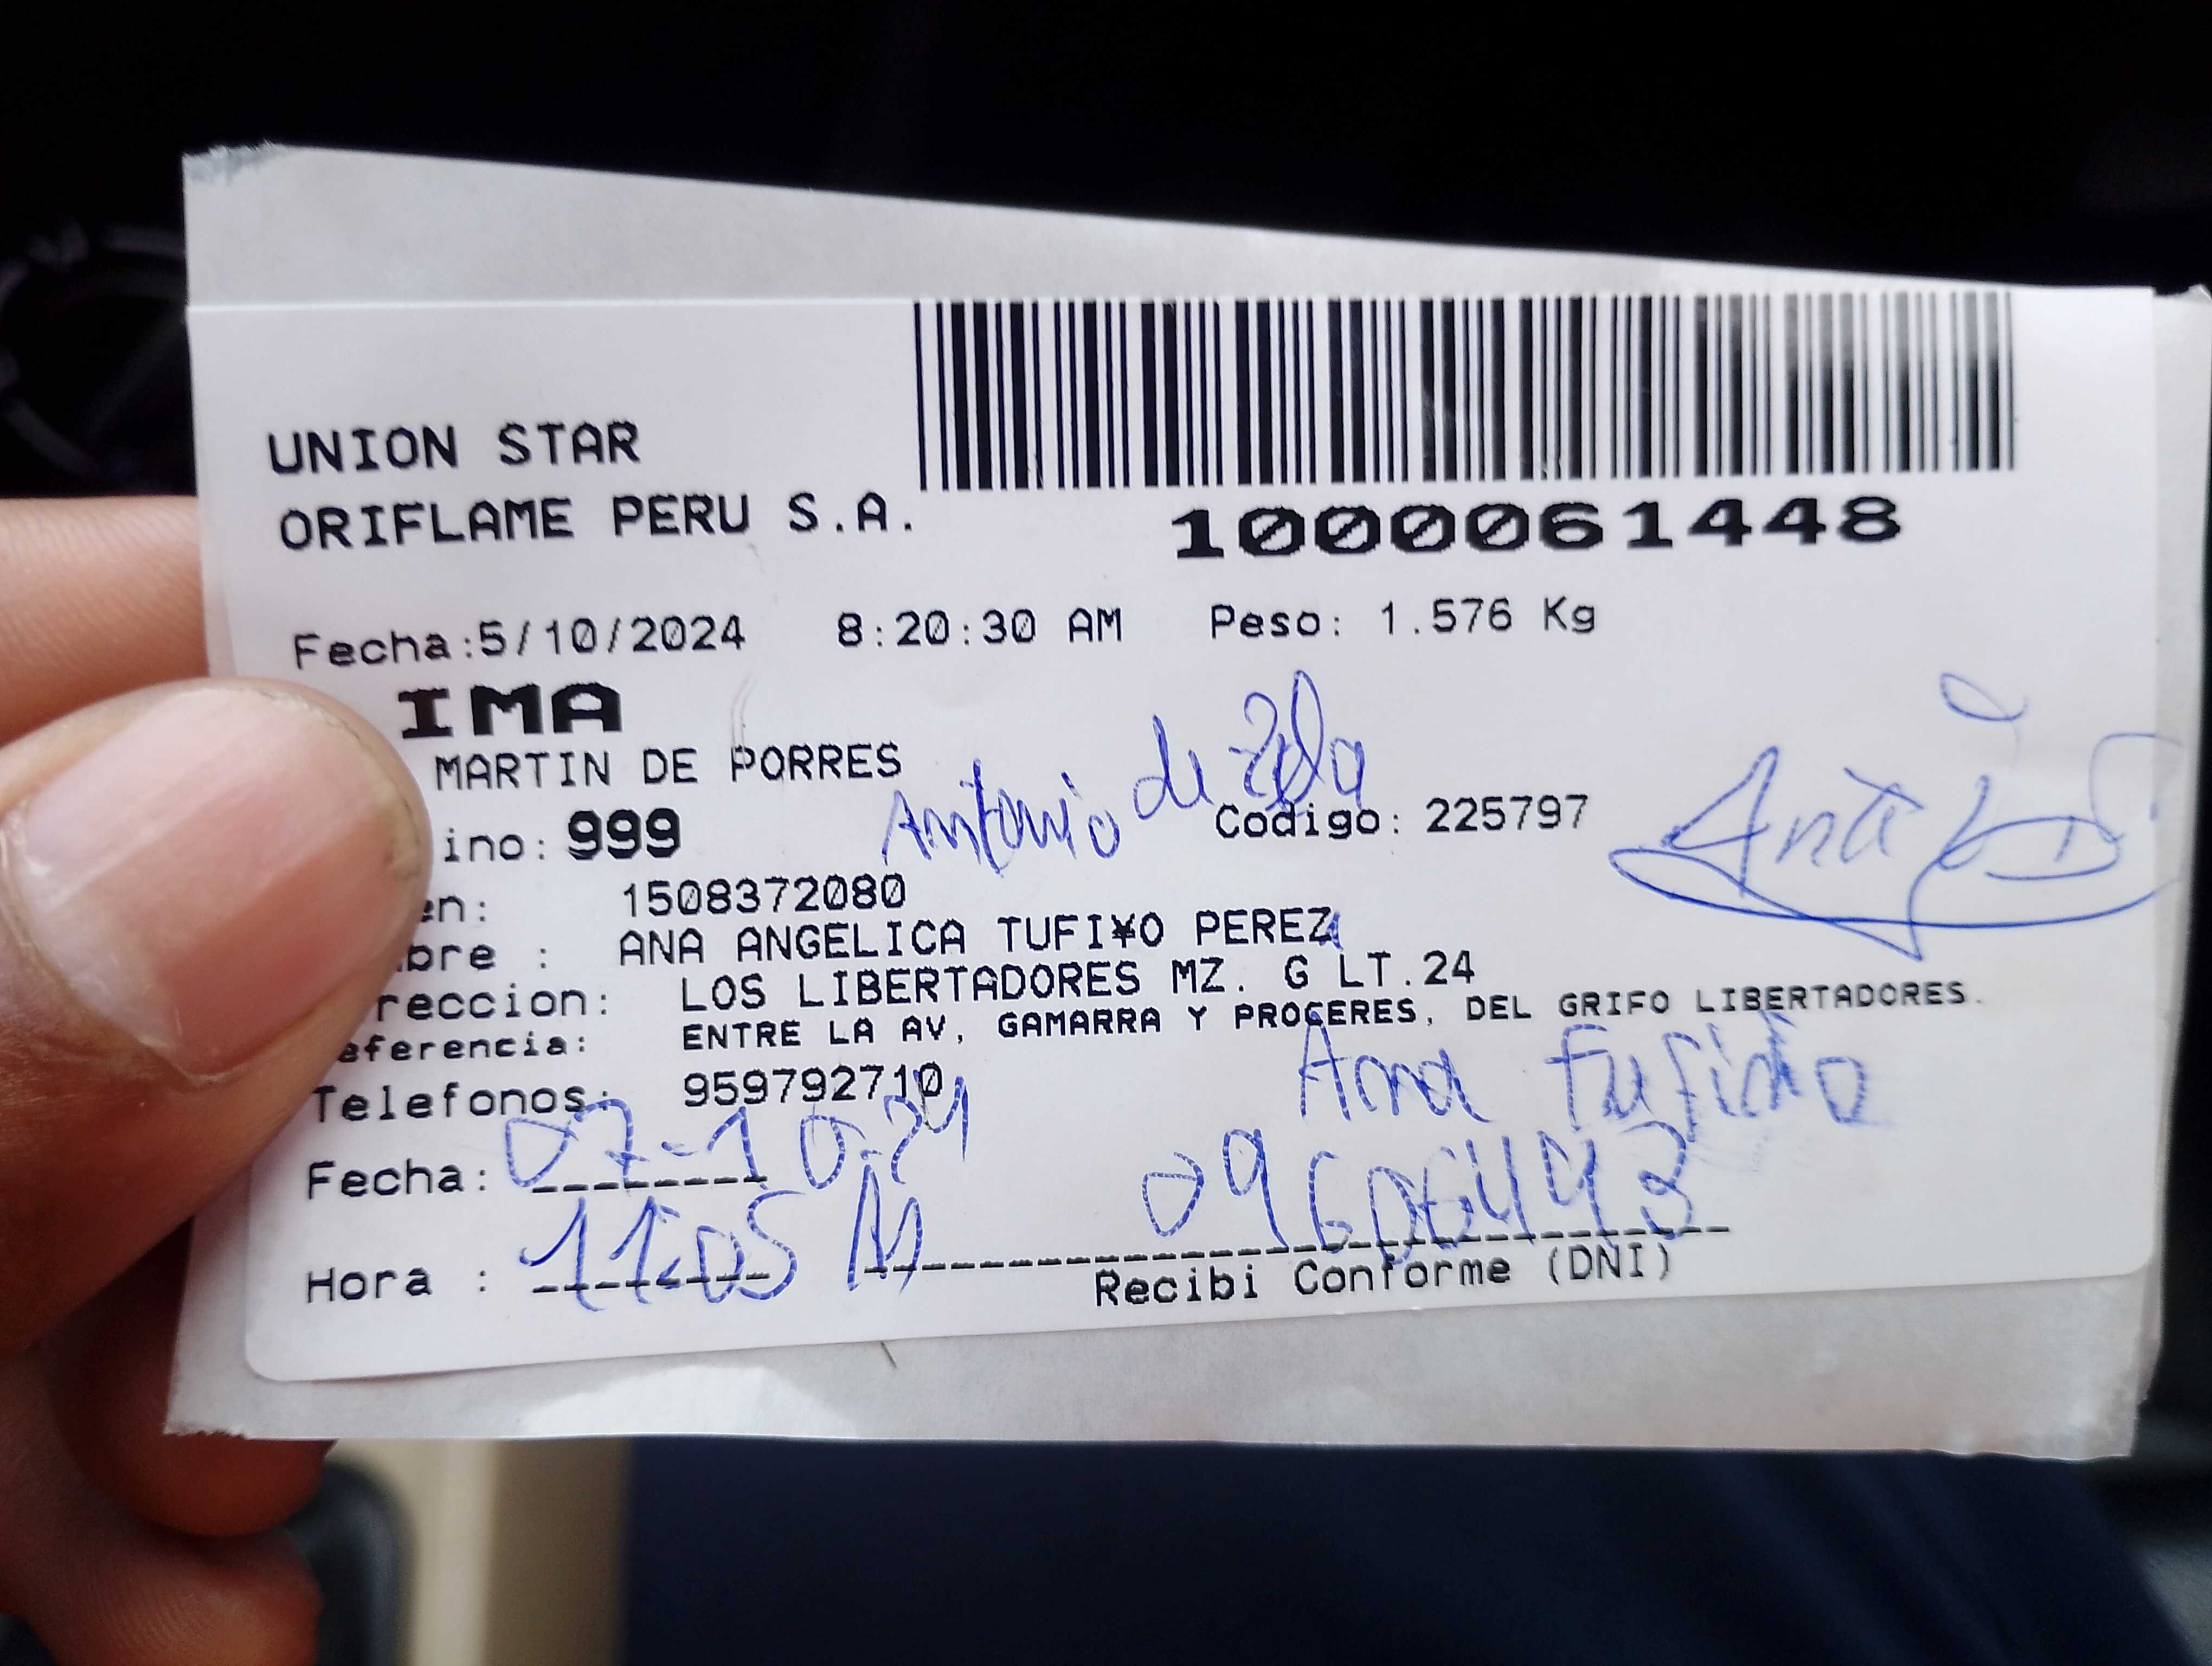 UNION STAR
ORIFLAME PERU S.A.
1000061448
Fecha:5/10/2024 8:20:30 AM Peso: 1.576 Kg
IMA
MARTIN DE PORRES
Antonio de
ino: 999 Codigo: 225797
Ana
en: 1508372080
bre : ANA ANGELICA TUFI¥O PEREZ
reccion: LOS LIBERTADORES MZ. G LT.24
eferencia: ENTRE LA AV, GAMARRA Y PROCERES, DEL GRIFO LIBERTADORES.
Telefonos: 959792710
Ana
Fecha: 07-10-24
Hora : 11:05
Recibi Conforme (DNI)